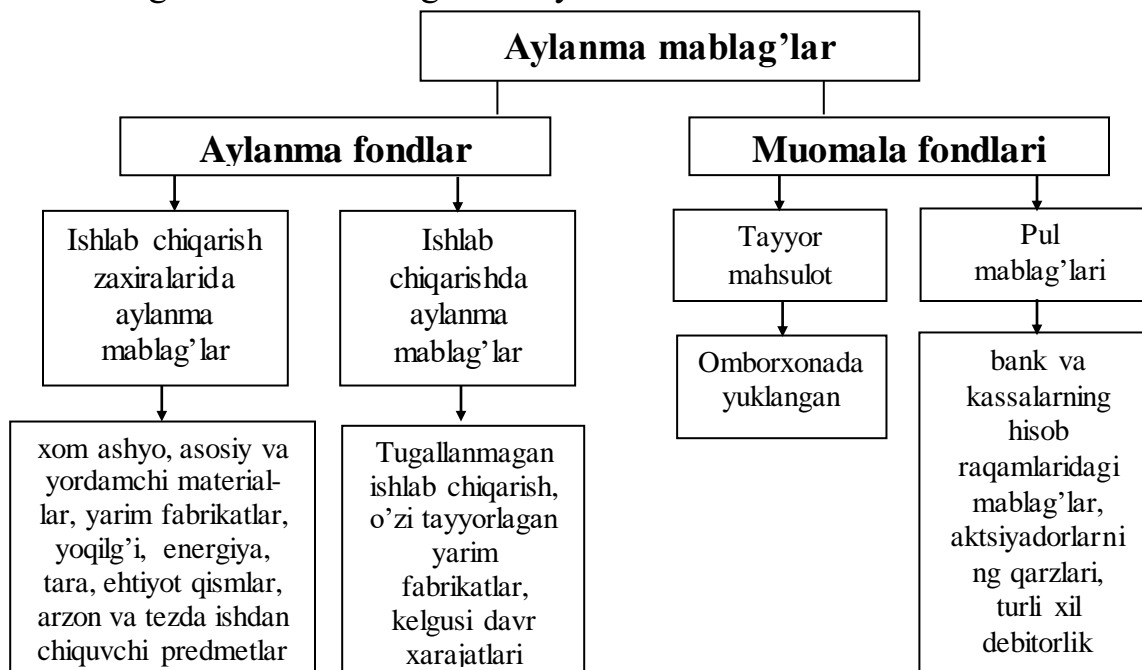 Aylanma mablag’lar
Aylanma fondlar
Muomala fondlari
Ishlab chiqarish
zaxiralarida
aylanma
mablag’lar
Ishlab
chiqarishda
aylanma
mablag’lar
Tayyor
mahsulot
Pul
mablag’lari
xom ashyo, asosiy va
yordamchi material-
lar, yarim fabrikatlar,
yoqilg’i, energiya,
tara, ehtiyot qismlar,
arzon va tezda ishdan
chiquvchi predmetlar
Tugallanmagan
ishlab chiqarish,
o’zi tayyorlagan
yarim
fabrikatlar,
kelgusi davr
xarajatlari
Omborxonada
yuklangan
bank va
kassalarning
hisob
raqamlaridagi
mablag’lar,
aktsiyadorlarni
ng qarzlari,
turli xil
debitorlik